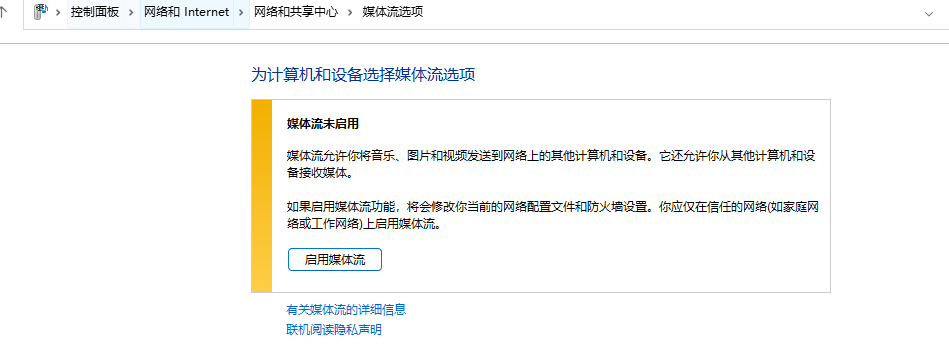 控制面板 > 网络和 Internet > 网络和共享中心 > 媒体流选项
为计算机和设备选择媒体流选项
媒体流未启用
媒体流允许你将音乐、图片和视频发送到网络上的其他计算机和设备。它还允许你从其他计算机和设
备接收媒体。
如果启用媒体流功能，将会修改你当前的网络配置文件和防火墙设置。你应仅在信任的网络(如家庭网
络或工作网络)上启用媒体流。
启用媒体流
有关媒体流的详细信息
联机阅读隐私声明